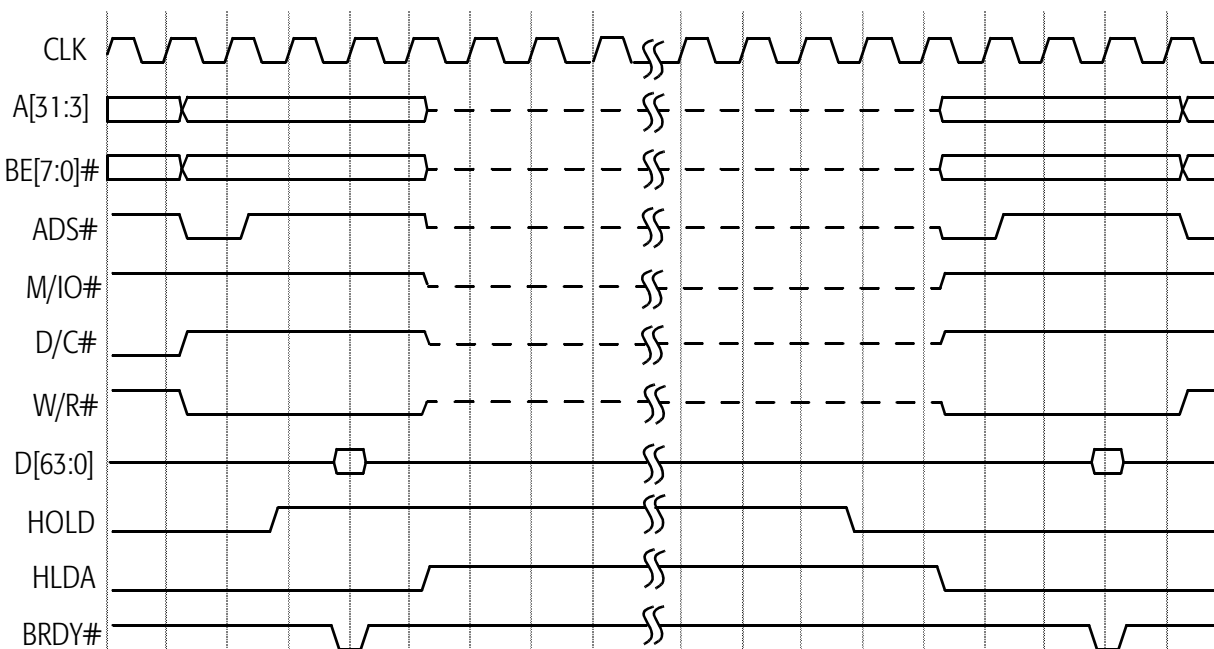 CLK
A[31:3]
BE[7:0]#
ADS#
M/IO#
D/C#
W/R#
D[63:0]
HOLD
HLDA
BRDY#